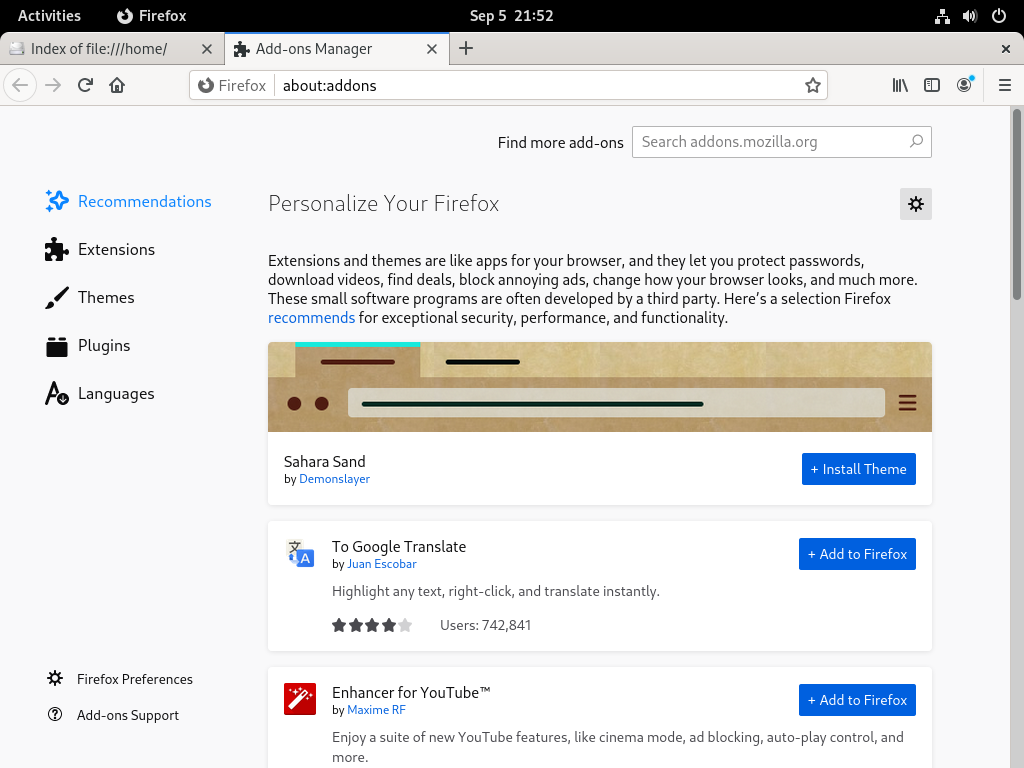 Activities
Firefox
Sep 5 21:52
Index of file:///home/
Add-ons Manager
Firefox
about:addons
Find more add-ons
Search addons.mozilla.org
Recommendations
Extensions
Themes
Plugins
Languages
Firefox Preferences
Add-ons Support
Personalize Your Firefox
Extensions and themes are like apps for your browser, and they let you protect passwords,
download videos, find deals, block annoying ads, change how your browser looks, and much more.
These small software programs are often developed by a third party. Here’s a selection Firefox
recommends for exceptional security, performance, and functionality.
Sahara Sand
by Demonslayer
+ Install Theme
To Google Translate
by Juan Escobar
+ Add to Firefox
Highlight any text, right-click, and translate instantly.
Users: 742,841
Enhancer for YouTube™
by Maxime RF
+ Add to Firefox
Enjoy a suite of new YouTube features, like cinema mode, ad blocking, auto-play control, and
more.